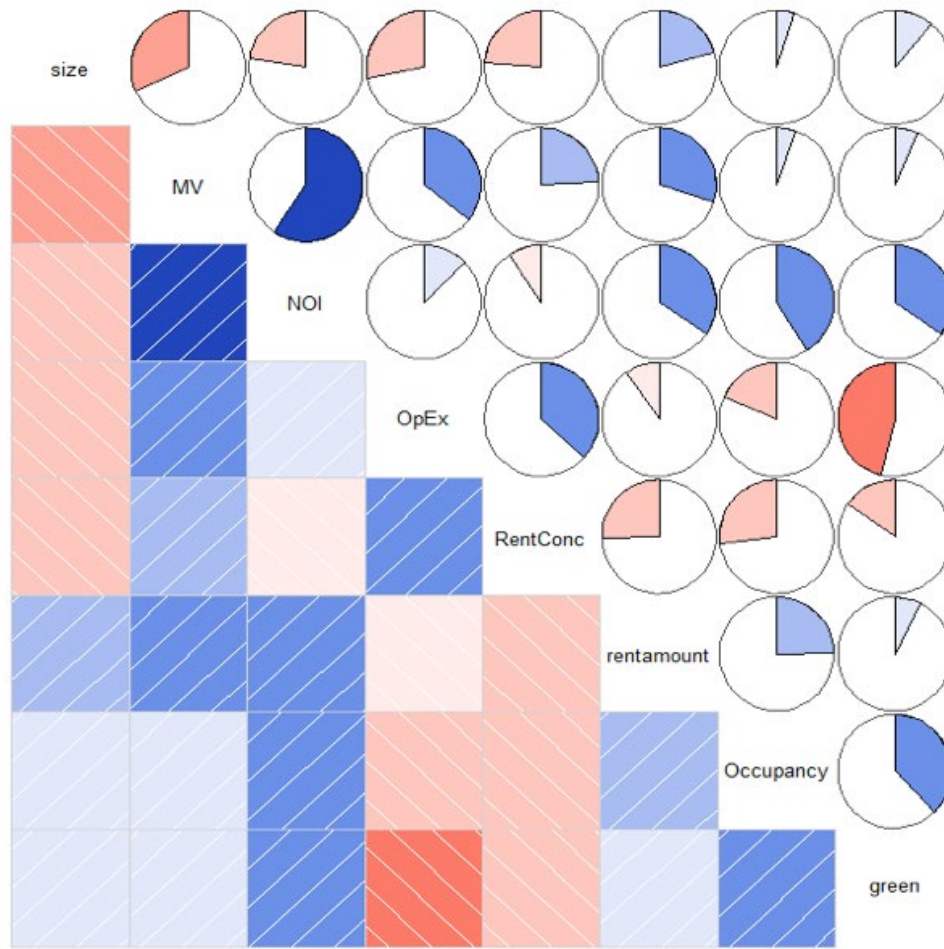 size
MV
NOI
OpEx
RentConc
rentamount
Occupancy
green